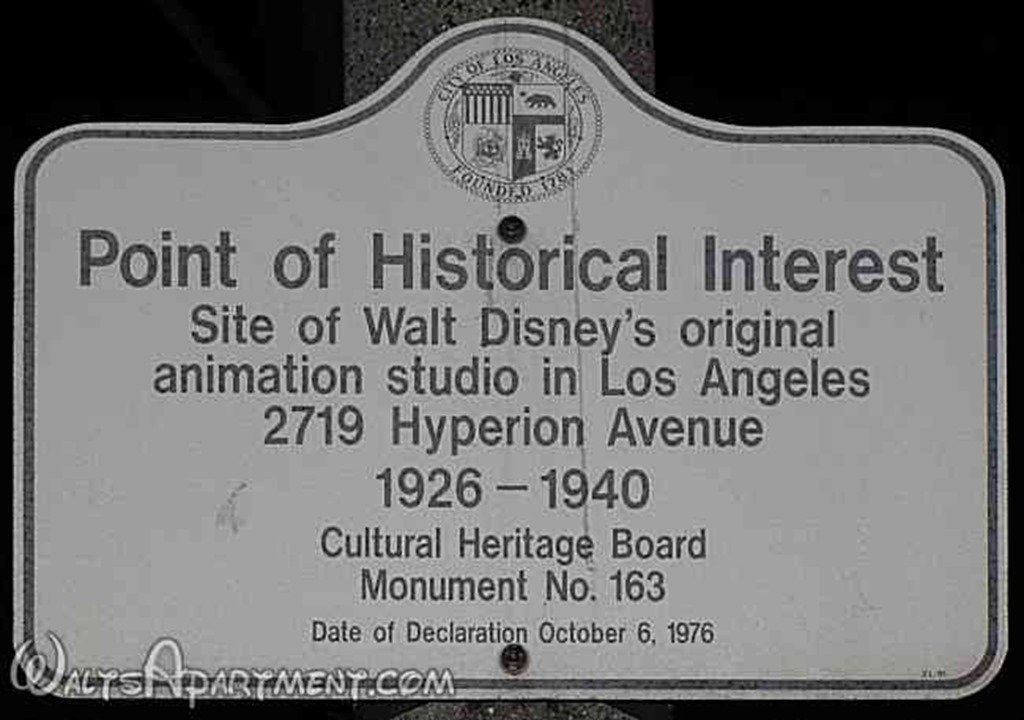 CITY OF LOS ANGELES
FOUNDED 1781
Point of Historical Interest
Site of Walt Disney's original
animation studio in Los Angeles
2719 Hyperion Avenue
1926 – 1940
Cultural Heritage Board
Monument No. 163
Date of Declaration October 6, 1976
WALTSAPARTMENT.COM